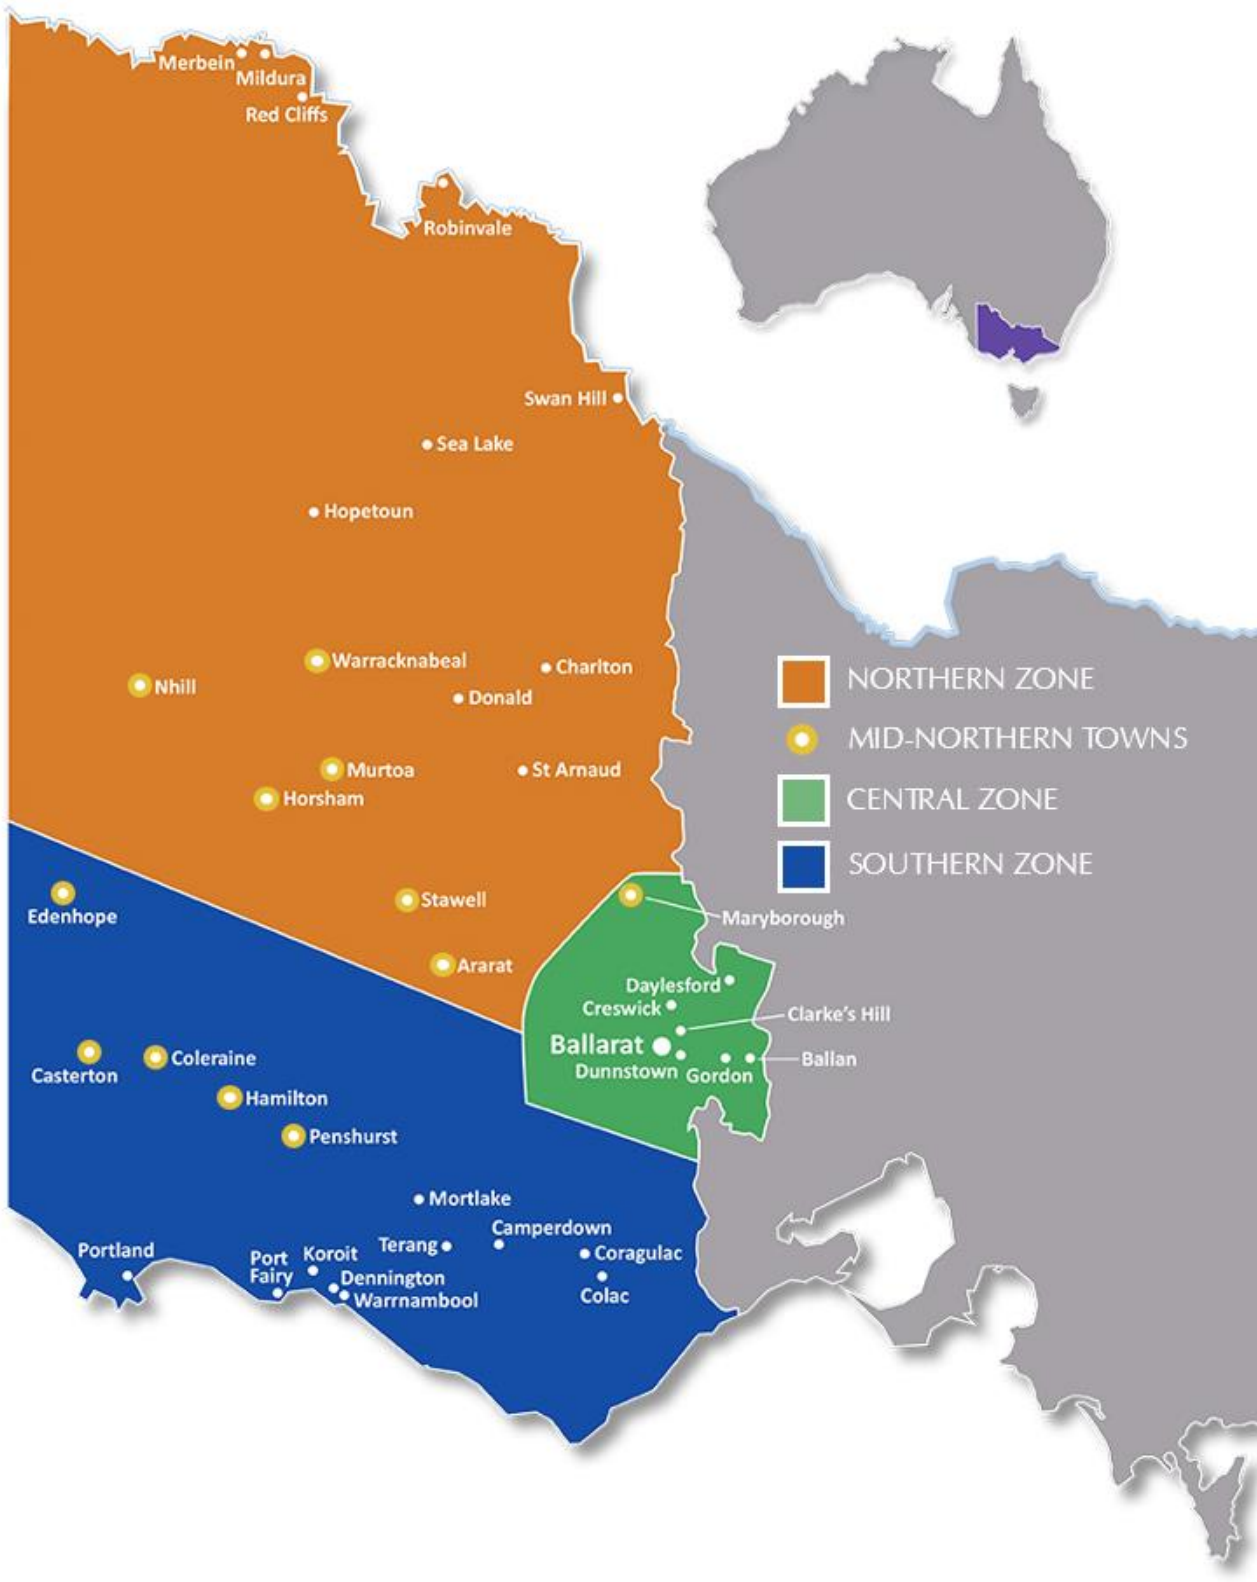 Merbein
Mildura
Red Cliffs
Robinvale
Swan Hill
Sea Lake
Hopetoun
Warracknabeal
Charlton
Nhill
Donald
Murtoa
St Arnaud
Horsham
Stawell
Edenhope
Ararat
NORTHERN ZONE
MID-NORTHERN TOWNS
CENTRAL ZONE
SOUTHERN ZONE
Maryborough
Daylesford
Creswick
Clarke's Hill
Ballarat
Dunnstown
Gordon
Ballan
Casterton
Coleraine
Hamilton
Penshurst
Mortlake
Camperdown
Terang
Coragulac
Colac
Portland
Port
Fairy
Koroit
Dennington
Warrnambool